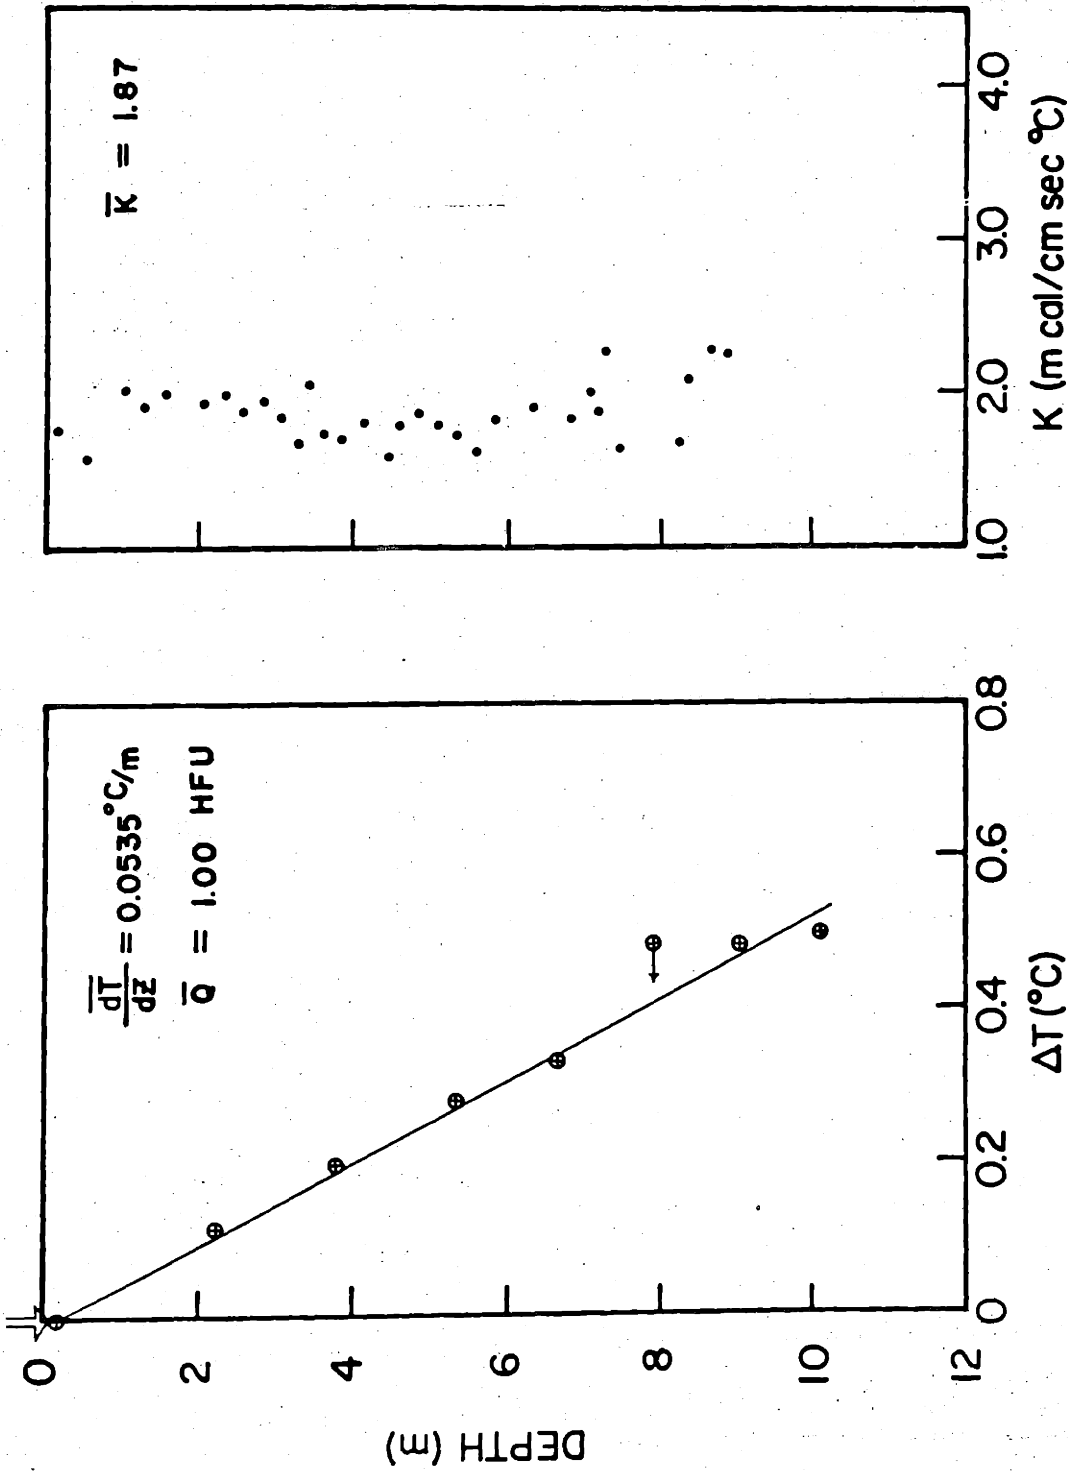 DEPTH (m)
0
2
4
6
8
10
12
d̅T̅/dz = 0.0535°C/m
Q̅ = 1.00 HFU
0
0.2
0.4
0.6
0.8
ΔT (°C)
K̅ = 1.87
1.0
2.0
3.0
4.0
K (m cal/cm sec °C)